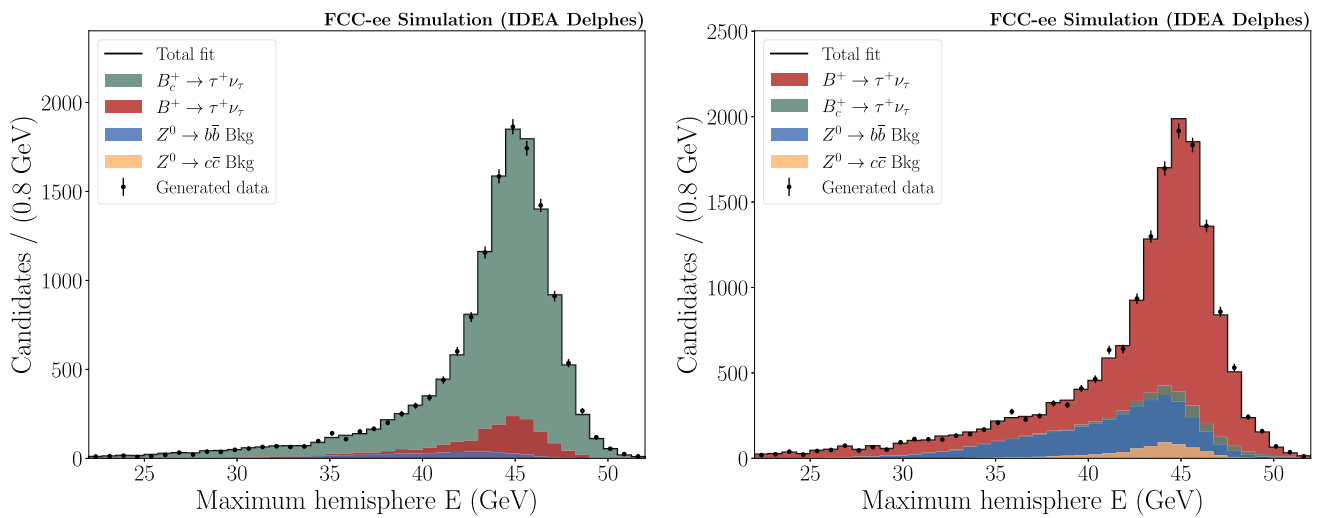 FCC-ee Simulation (IDEA Delphes)
Candidates / (0.8 GeV)
2000
1500
1000
500
0
Total fit
B_c^+ → τ^+ν_τ
B^+ → τ^+ν_τ
Z^0 → bb̅ Bkg
Z^0 → cc̅ Bkg
Generated data
25 30 35 40 45 50
Maximum hemisphere E (GeV)
FCC-ee Simulation (IDEA Delphes)
Candidates / (0.8 GeV)
2500
2000
1500
1000
500
0
Total fit
B^+ → τ^+ν_τ
B_c^+ → τ^+ν_τ
Z^0 → bb̅ Bkg
Z^0 → cc̅ Bkg
Generated data
25 30 35 40 45 50
Maximum hemisphere E (GeV)